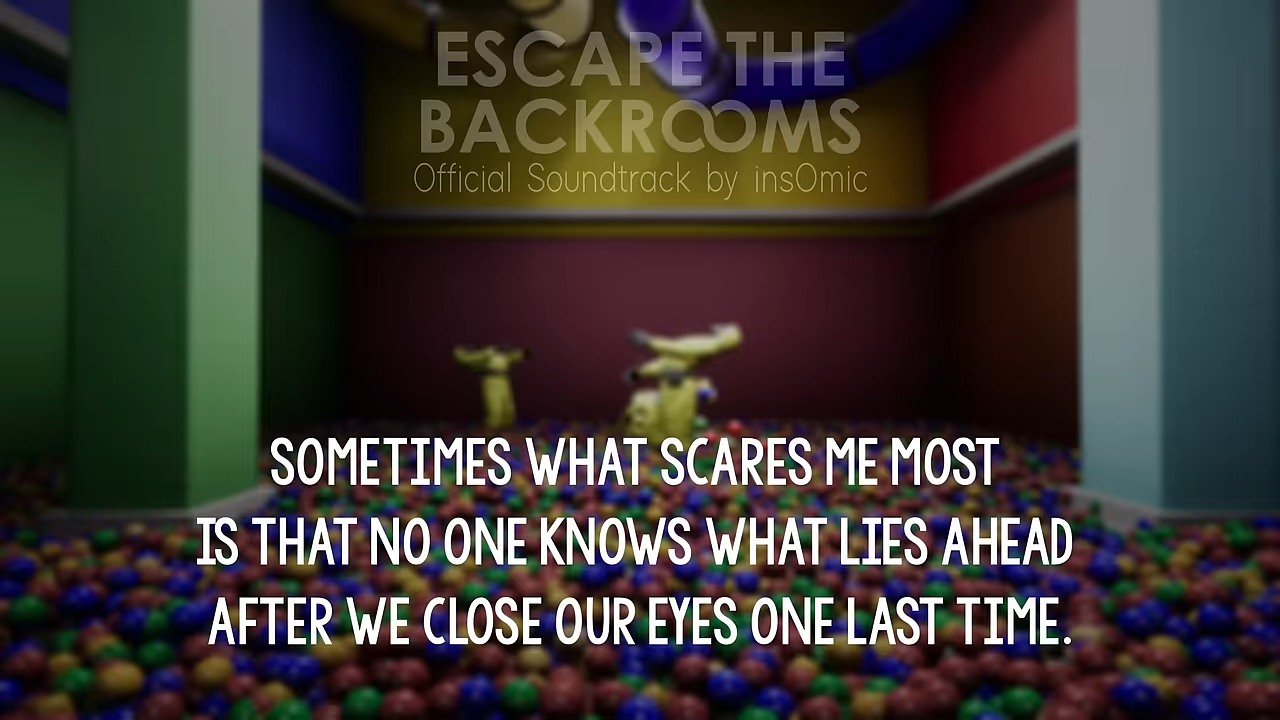 ESCAPE THE
BACKROOMS
Official Soundtrack by insOmic
SOMETIMES WHAT SCARES ME MOST
IS THAT NO ONE KNOWS WHAT LIES AHEAD
AFTER WE CLOSE OUR EYES ONE LAST TIME.